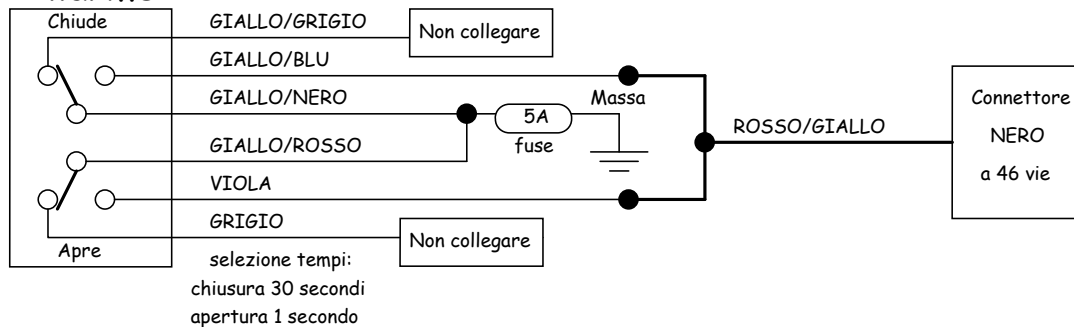 Chiude
GIALLO/GRIGIO
Non collegare
GIALLO/BLU
GIALLO/NERO
Massa
5A
fuse
GIALLO/ROSSO
VIOLA
GRIGIO
Non collegare
Apre
ROSSO/GIALLO
Connettore
NERO
a 46 vie
selezione tempi:
chiusura 30 secondi
apertura 1 secondo